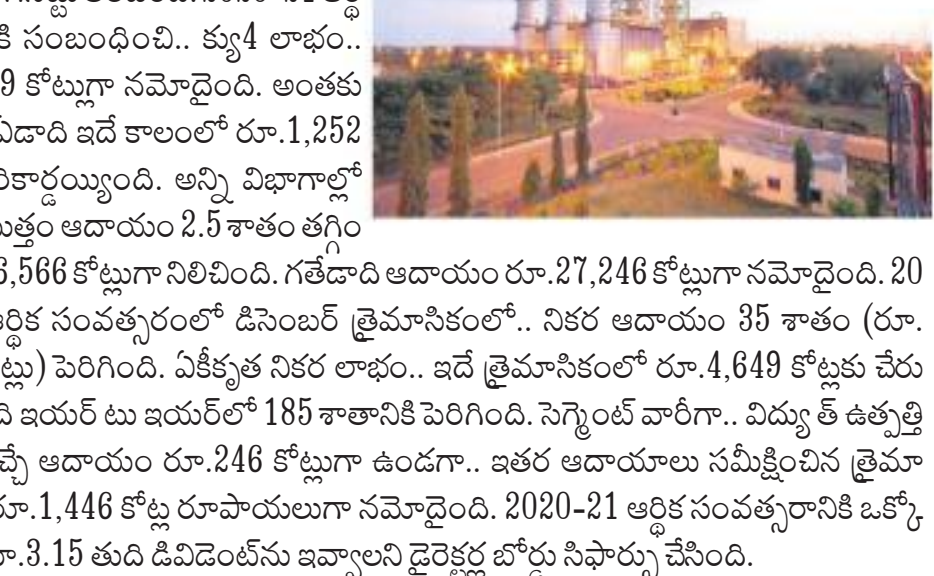 కి సంబంధించి.. క్యు4 లాభం..
9 కోట్లుగా నమోదైంది. అంతకు
ఏడాది ఇదే కాలంలో రూ.1,252
రికార్డయ్యింది. అన్ని విభాగాల్లో
ఆదాయం 2.5 శాతం తగ్గిం
6,566 కోట్లుగా నిలిచింది. గతేడాది ఆదాయం రూ.27,246 కోట్లుగా నమోదైంది. 20
ఆర్థిక సంవత్సరంలో డిసెంబర్ త్రైమాసికంలో.. నికర ఆదాయం 35 శాతం (రూ.
ట్లు) పెరిగింది. ఏకీకృత నికర లాభం.. ఇదే త్రైమాసికంలో రూ.4,649 కోట్లకు చేరు
ది ఇయర్ టు ఇయర్‌లో 185 శాతానికి పెరిగింది. సెగ్మెంట్ వారీగా.. విద్యు త్ ఉత్పత్తి
చ్చే ఆదాయం రూ.246 కోట్లుగా ఉండగా.. ఇతర ఆదాయాలు సమీక్షించిన త్రైమా
రూ.1,446 కోట్ల రూపాయలుగా నమోదైంది. 2020-21 ఆర్థిక సంవత్సరానికి ఒక్కో
రూ.3.15 తుది డివిడెంట్‌ను ఇవ్వాలని డైరెక్టర్ల బోర్డు సిఫార్సు చేసింది.